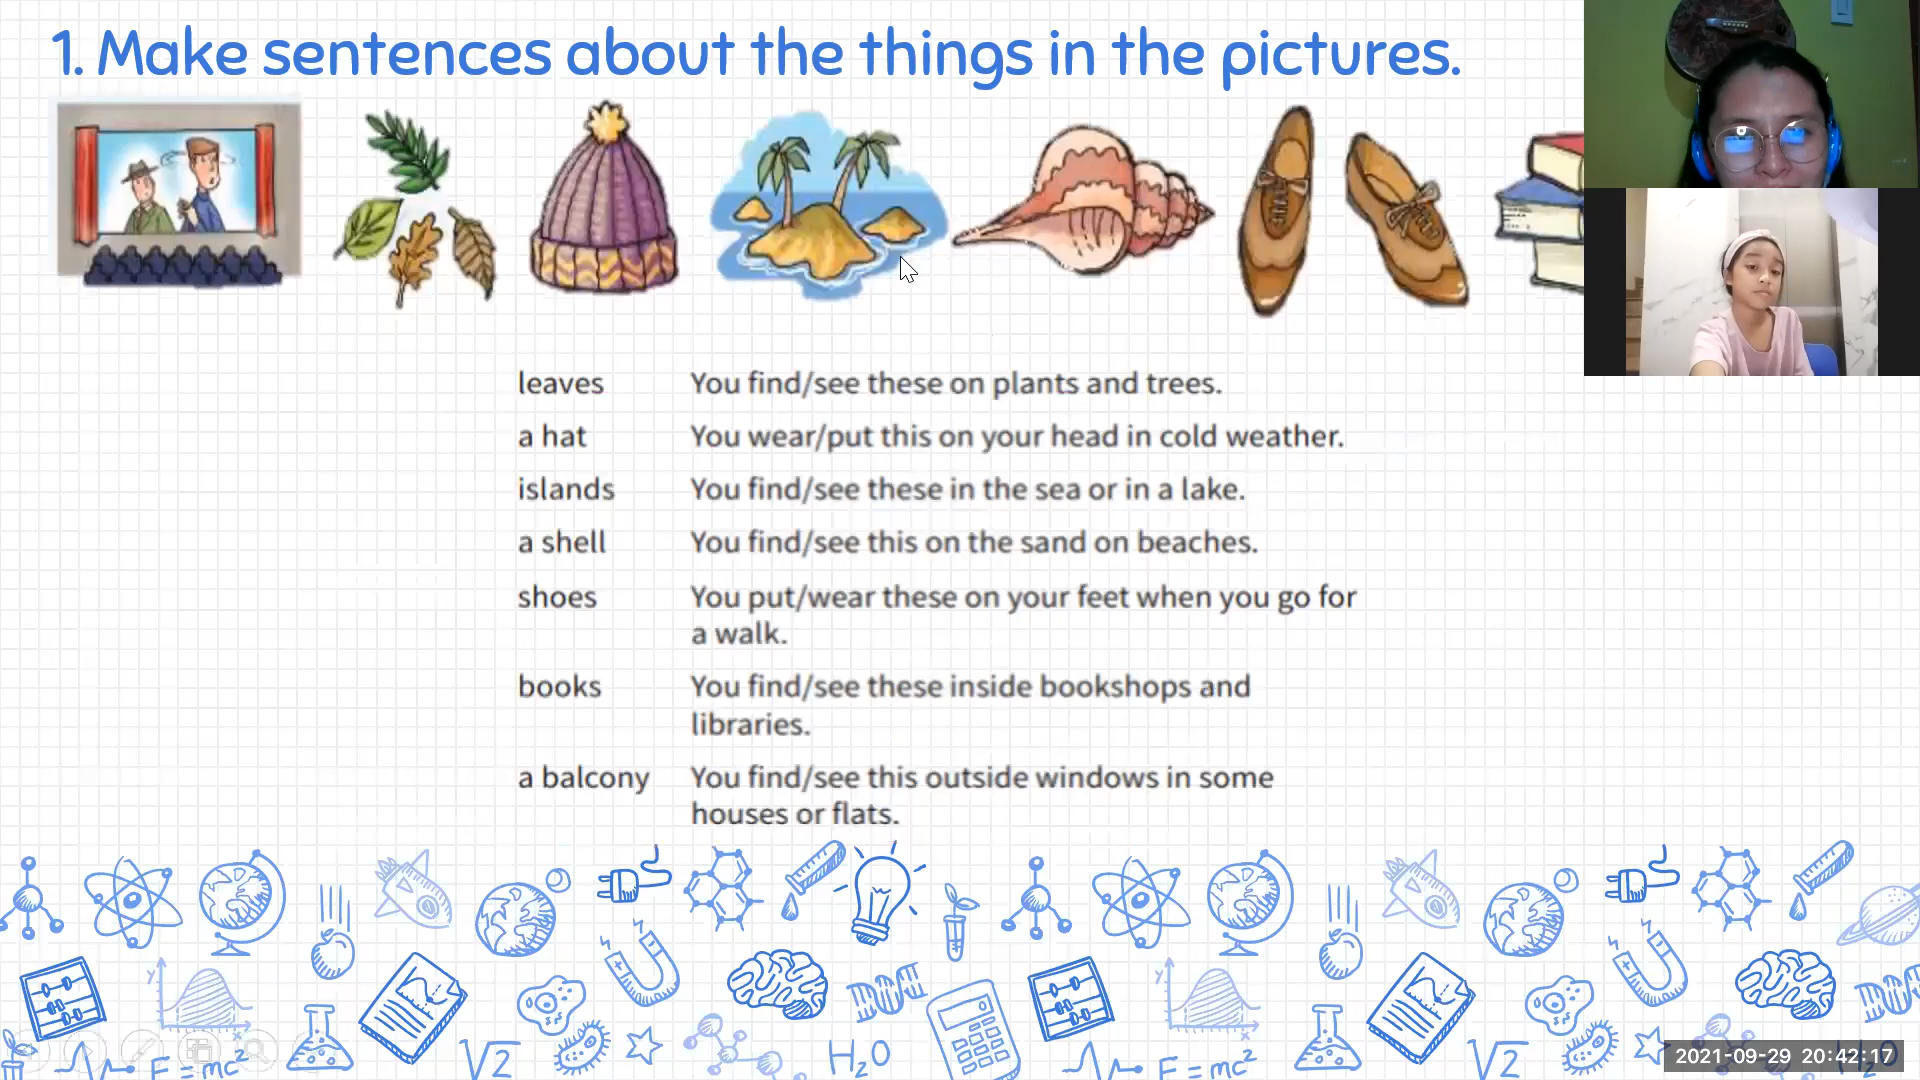 1. Make sentences about the things in the pictures.
leaves You find/see these on plants and trees.
a hat You wear/put this on your head in cold weather.
islands You find/see these in the sea or in a lake.
a shell You find/see this on the sand on beaches.
shoes You put/wear these on your feet when you go for
a walk.
books You find/see these inside bookshops and
libraries.
a balcony You find/see this outside windows in some
houses or flats.
y
x
F = mc²
√2
H₂O
y
x
F = mc²
√2
H₂O
2021-09-29 20:42:17